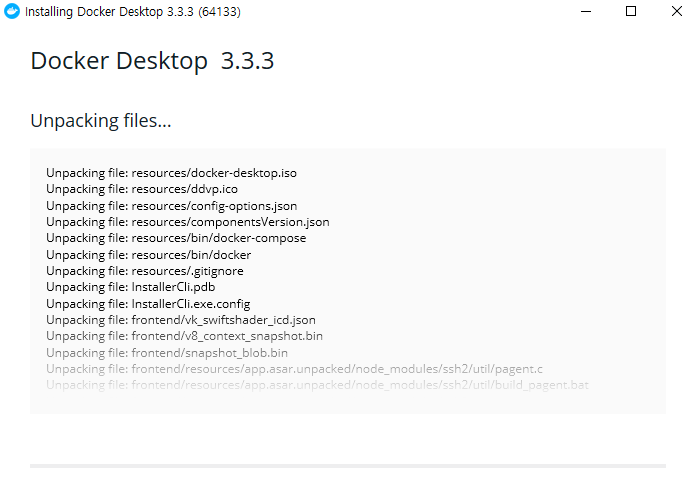 Installing Docker Desktop 3.3.3 (64133)
Docker Desktop 3.3.3
Unpacking files...
Unpacking file: resources/docker-desktop.iso
Unpacking file: resources/ddvp.ico
Unpacking file: resources/config-options.json
Unpacking file: resources/componentsVersion.json
Unpacking file: resources/bin/docker-compose
Unpacking file: resources/bin/docker
Unpacking file: resources/.gitignore
Unpacking file: InstallerCli.pdb
Unpacking file: InstallerCli.exe.config
Unpacking file: frontend/vk_swiftshader_icd.json
Unpacking file: frontend/v8_context_snapshot.bin
Unpacking file: frontend/snapshot_blob.bin
Unpacking file: frontend/resources/app.asar.unpacked/node_modules/ssh2/util/pagent.c
Unpacking file: frontend/resources/app.asar.unpacked/node_modules/ssh2/util/build_pagent.bat